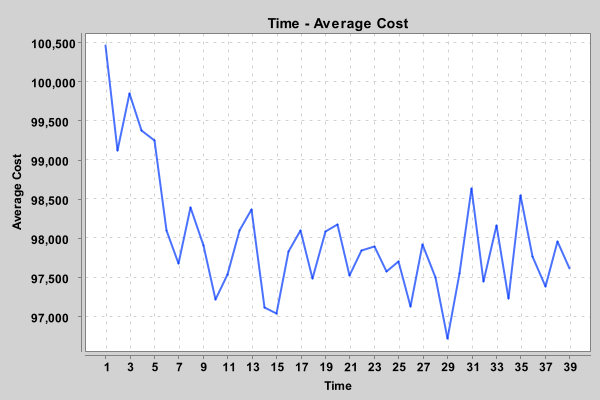 Time - Average Cost
100,500
100,000
99,500
99,000
98,500
98,000
97,500
97,000
Average Cost
1 3 5 7 9 11 13 15 17 19 21 23 25 27 29 31 33 35 37 39
Time